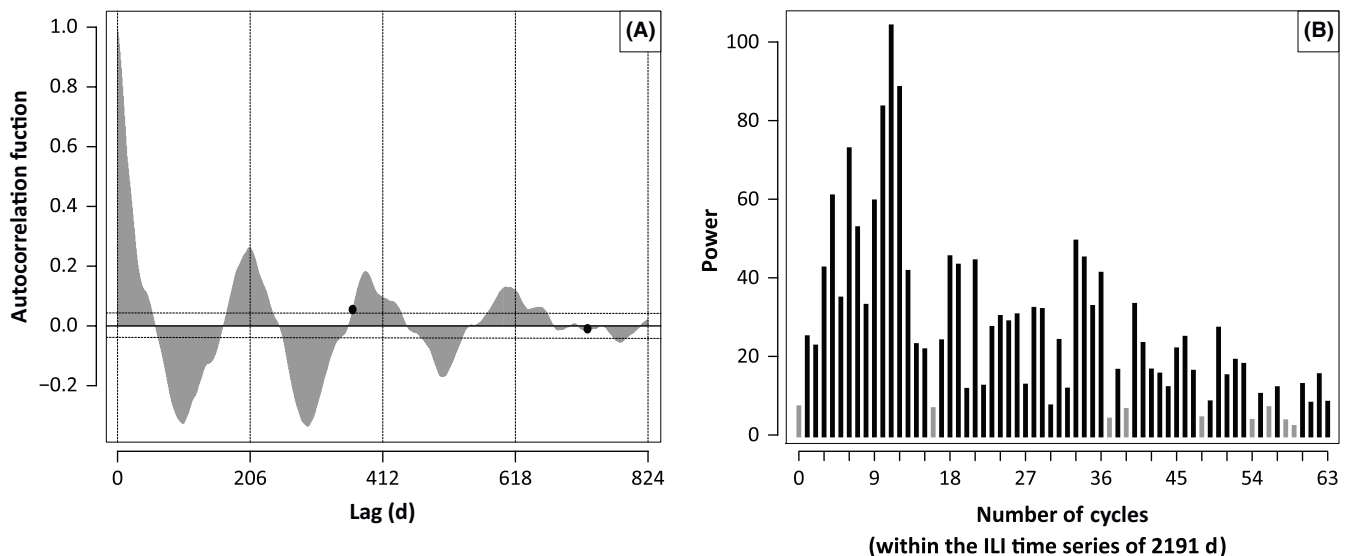 (A)
Autocorrelation fuction
1.0
0.8
0.6
0.4
0.2
0.0
−0.2
0 206 412 618 824
Lag (d)
(B)
Power
100
80
60
40
20
0
0 9 18 27 36 45 54 63
Number of cycles
(within the ILI time series of 2191 d)